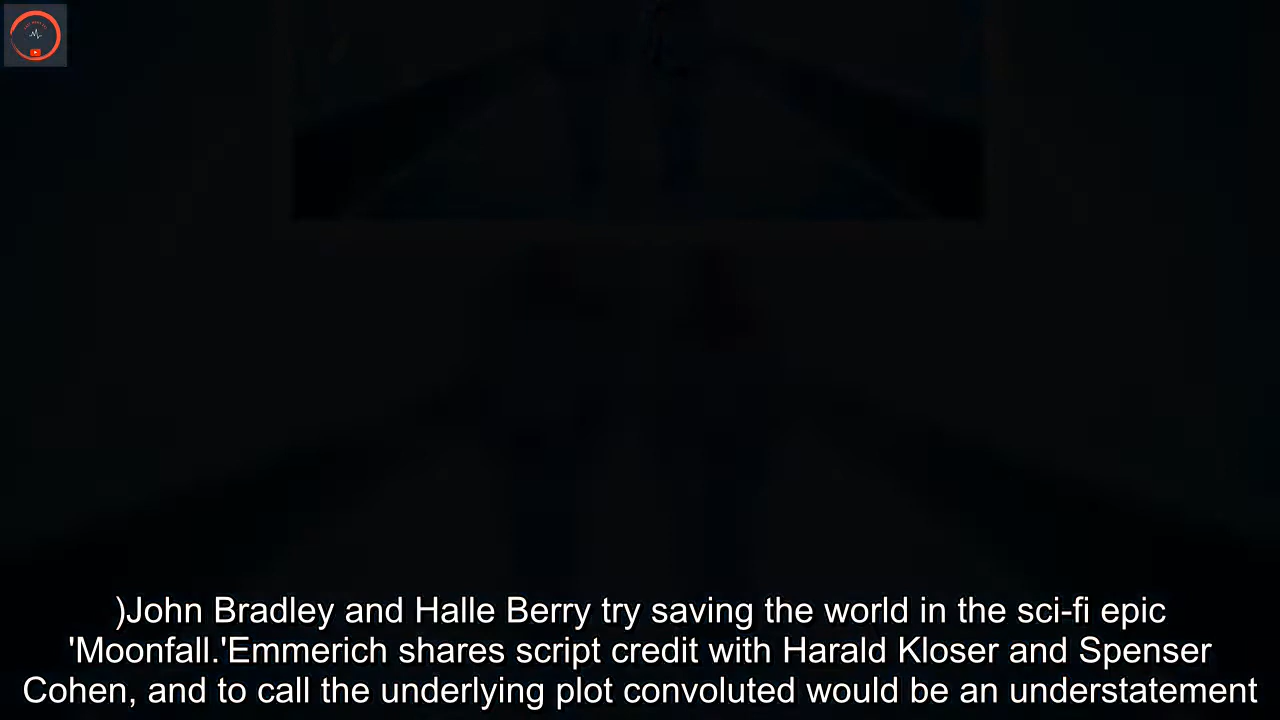 )John Bradley and Halle Berry try saving the world in the sci-fi epic
'Moonfall.'Emmerich shares script credit with Harald Kloser and Spenser
Cohen, and to call the underlying plot convoluted would be an understatement